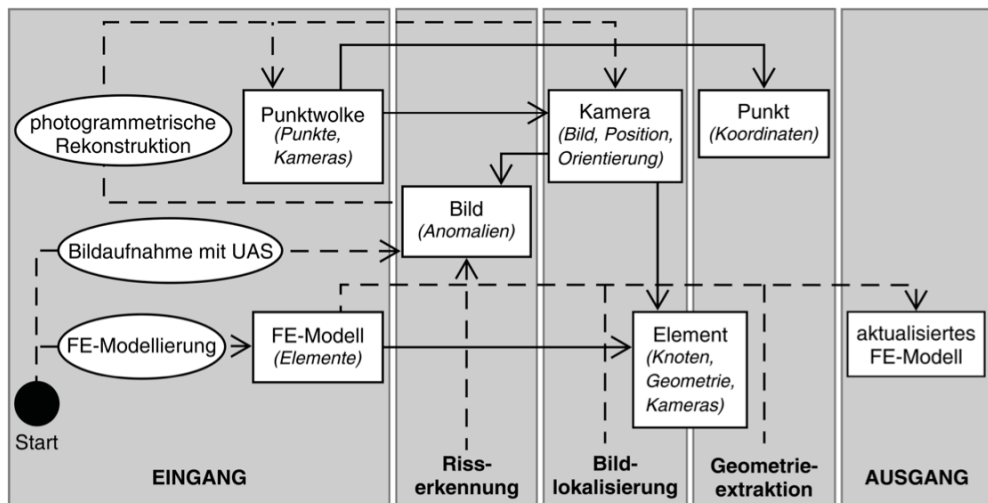 photogrammetrische
Rekonstruktion
Punktwolke
(Punkte,
Kameras)
Kamera
(Bild, Position,
Orientierung)
Punkt
(Koordinaten)
Bild
(Anomalien)
Bildaufnahme mit UAS
FE-Modellierung
FE-Modell
(Elemente)
Element
(Knoten,
Geometrie,
Kameras)
aktualisiertes
FE-Modell
Start
EINGANG
Riss-
erkennung
Bild-
lokalisierung
Geometrie-
extraktion
AUSGANG